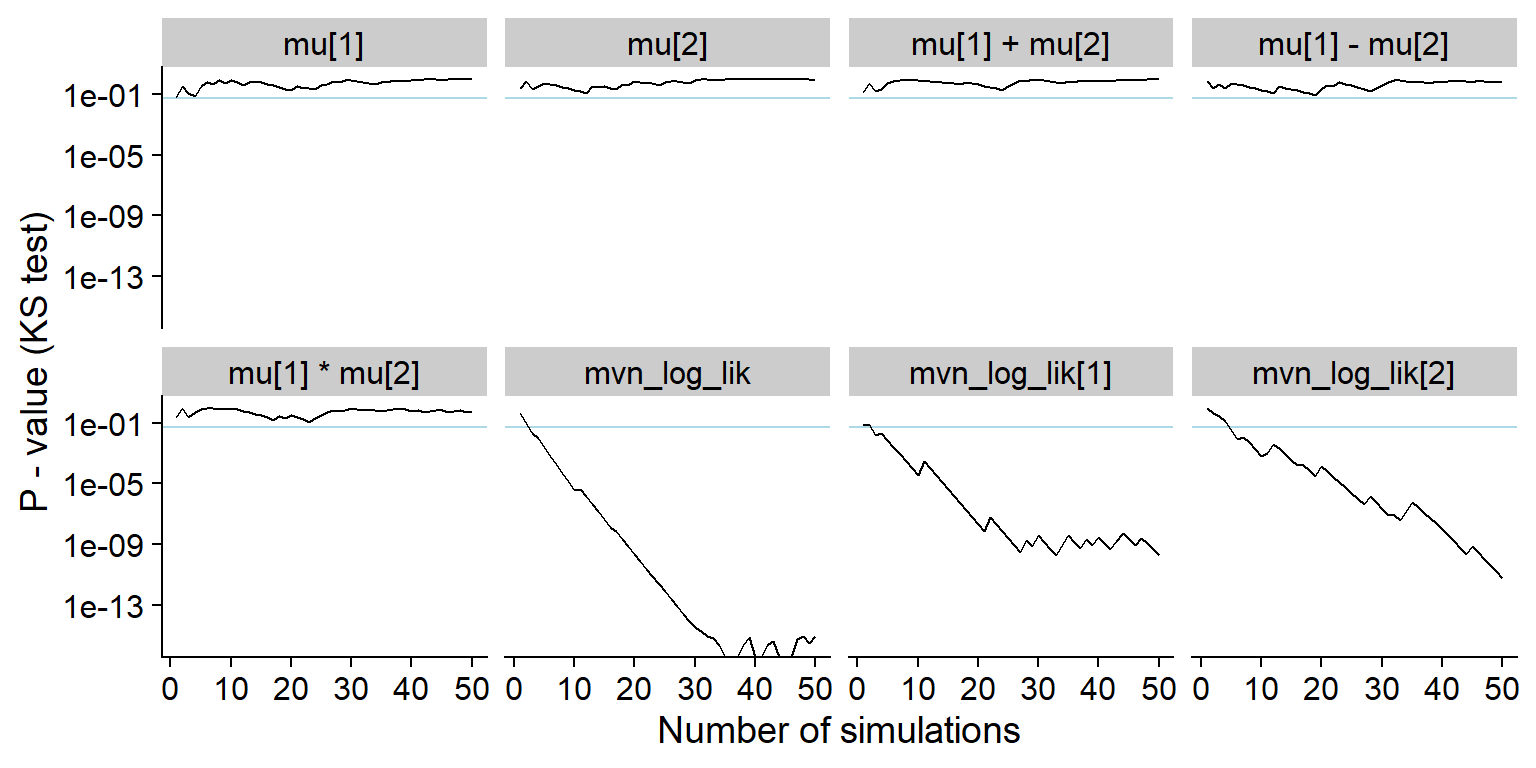 mu[1]
mu[2]
mu[1] + mu[2]
mu[1] - mu[2]
1e-01
1e-05
1e-09
1e-13
mu[1] * mu[2]
mvn_log_lik
mvn_log_lik[1]
mvn_log_lik[2]
1e-01
1e-05
1e-09
1e-13
0 10 20 30 40 50
0 10 20 30 40 50
0 10 20 30 40 50
0 10 20 30 40 50
Number of simulations
P - value (KS test)